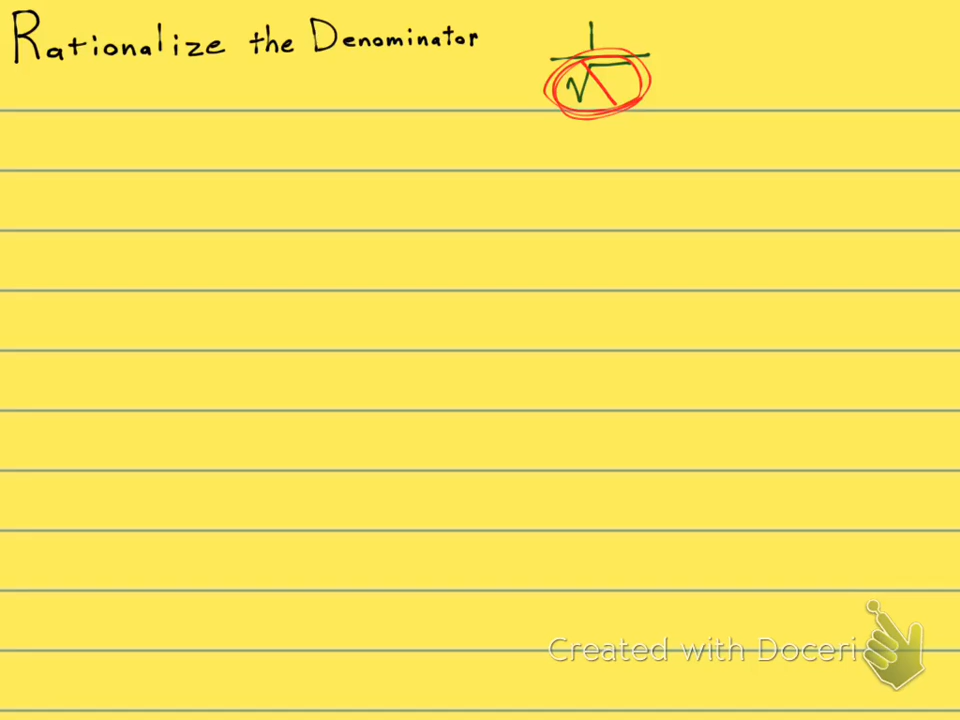 Rationalize the Denominator
1
√
Created with Doceri